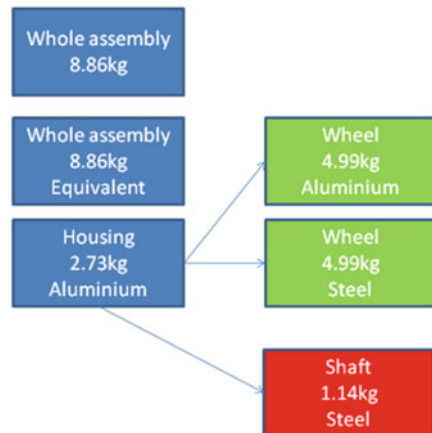 Whole assembly
8.86kg
Whole assembly
8.86kg
Equivalent
Housing
2.73kg
Aluminium
Wheel
4.99kg
Aluminium
Wheel
4.99kg
Steel
Shaft
1.14kg
Steel